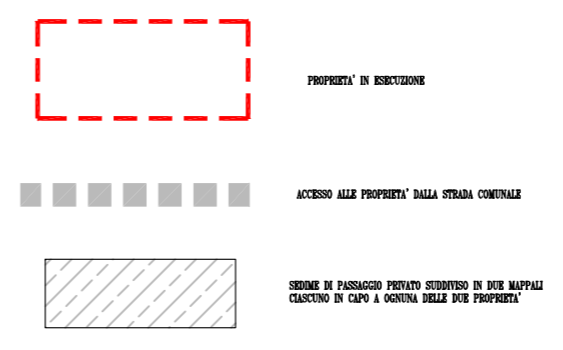 PROPRIETA' IN ESECUZIONE
ACCESSO ALLE PROPRIETA' DALLA STRADA COMUNALE
SEDIME DI PASSAGGIO PRIVATO SUDDIVISO IN DUE MAPPALI
CIASCUNO IN CAPO A OGNUNA DELLE DUE PROPRIETA'